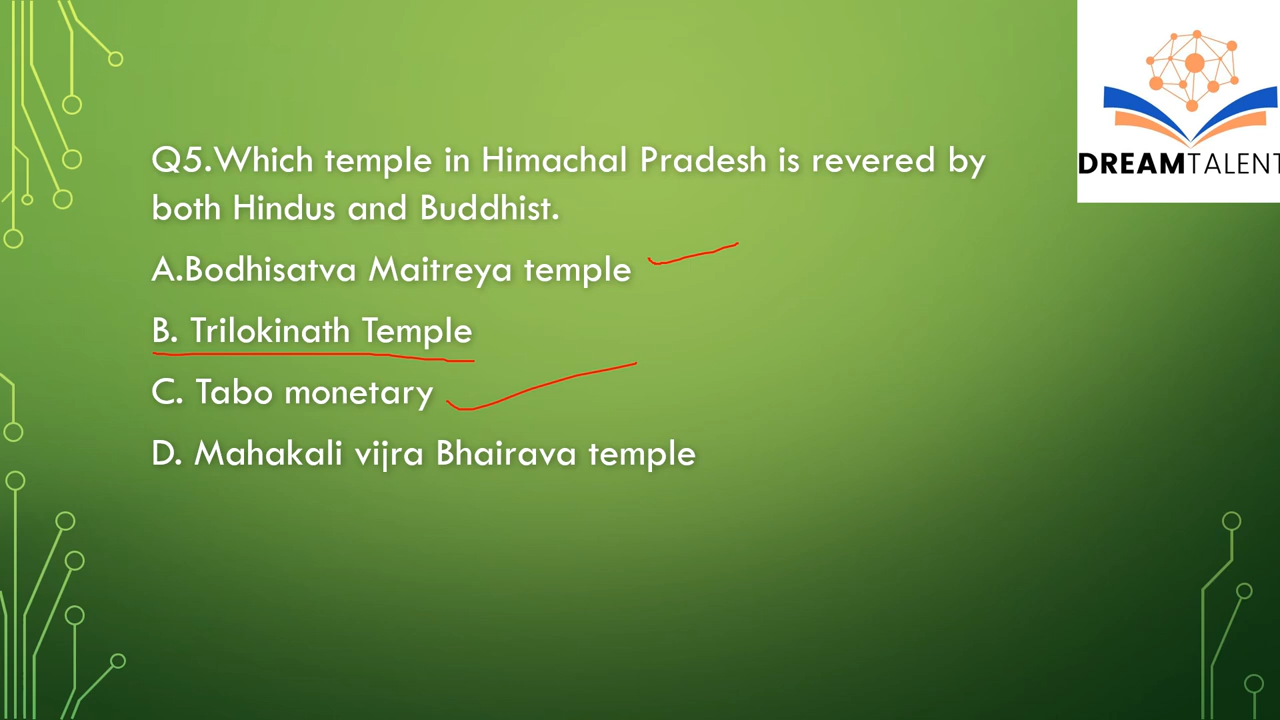 DREAMTALENT
Q5.Which temple in Himachal Pradesh is revered by
both Hindus and Buddhist.
A.Bodhisatva Maitreya temple
B. Trilokinath Temple
C. Tabo monetary
D. Mahakali vijra Bhairava temple